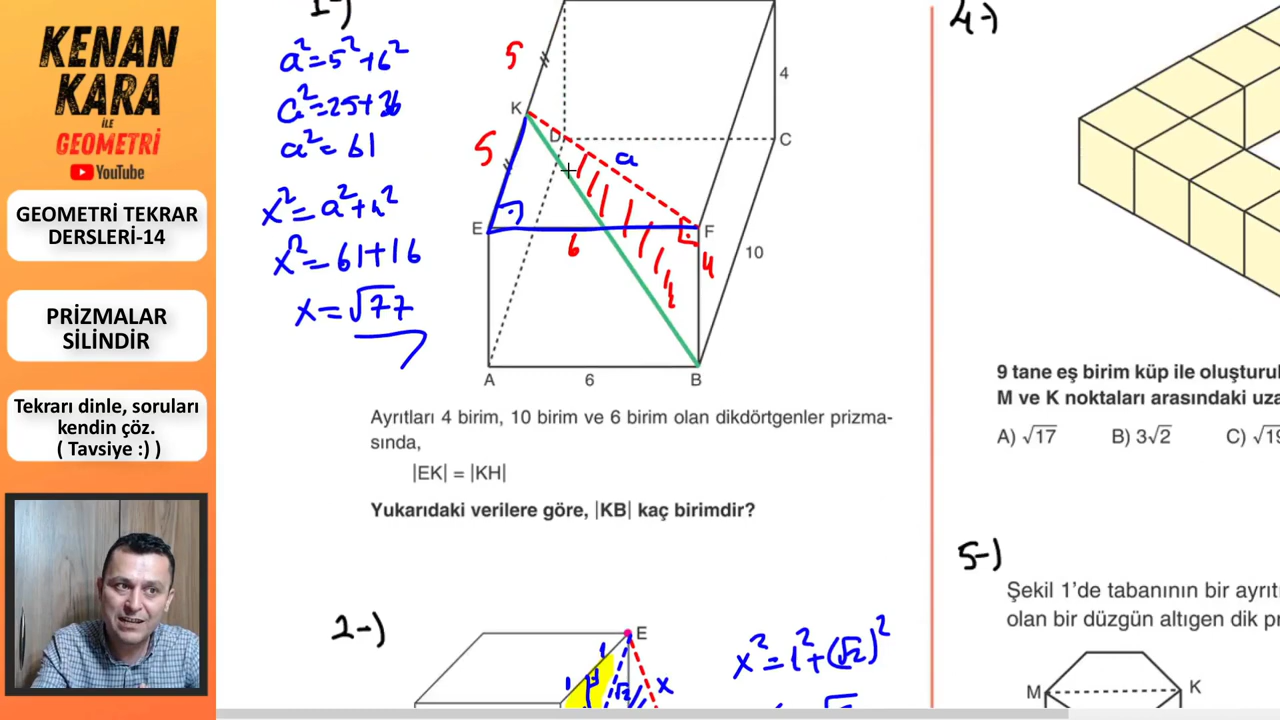 KENAN
KARA
İLE
GEOMETRİ
YouTube
GEOMETRİ TEKRAR
DERSLERİ-14
PRİZMALAR
SİLİNDİR
Tekrarı dinle, soruları
kendin çöz.
( Tavsiye :) )
1-)
a²=5²+6²
a²=25+36
a²=61
x²=a²+4²
x²=61+16
x=√77
5
K
5
D
a
4
C
E
6
F
4
10
A
6
B
Ayrıtları 4 birim, 10 birim ve 6 birim olan dikdörtgenler prizma-
sında,
|EK| = |KH|
Yukarıdaki verilere göre, |KB| kaç birimdir?
2-)
E
1
1
√2
x
x²=1²+(√2)²
4-)
9 tane eş birim küp ile
M ve K noktaları arasındaki
A) √17 B) 3√2 C)
5-)
Şekil 1'de tabanının bir
olan bir düzgün altıgen dik
M
K